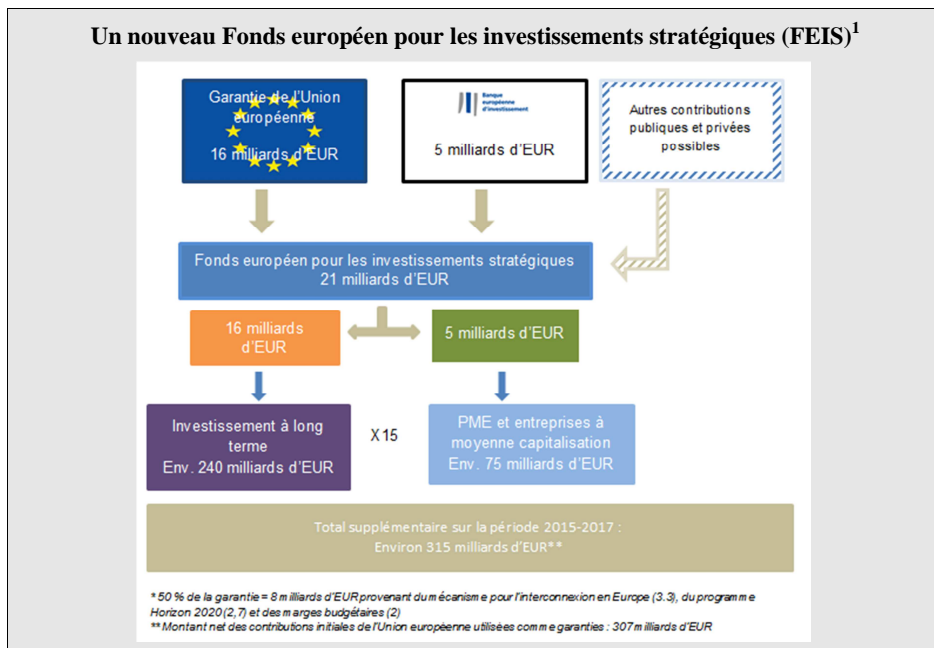 Un nouveau Fonds européen pour les investissements stratégiques (FEIS)1
Garantie de l'Union
européenne
16 milliards d'EUR
Banque
européenne
d'investissement
5 milliards d'EUR
Autres contributions
publiques et privées
possibles
Fonds européen pour les investissements stratégiques
21 milliards d'EUR
16 milliards
d'EUR
5 milliards d'EUR
Investissement à long
terme
Env. 240 milliards d'EUR
X 15
PME et entreprises à
moyenne capitalisation
Env. 75 milliards d'EUR
Total supplémentaire sur la période 2015-2017 :
Environ 315 milliards d'EUR**
* 50 % de la garantie = 8 milliards d'EUR provenant du mécanisme pour l'interconnexion en Europe (3.3), du programme
Horizon 2020 (2,7) et des marges budgétaires (2)
** Montant net des contributions initiales de l'Union européenne utilisées comme garanties : 307 milliards d'EUR